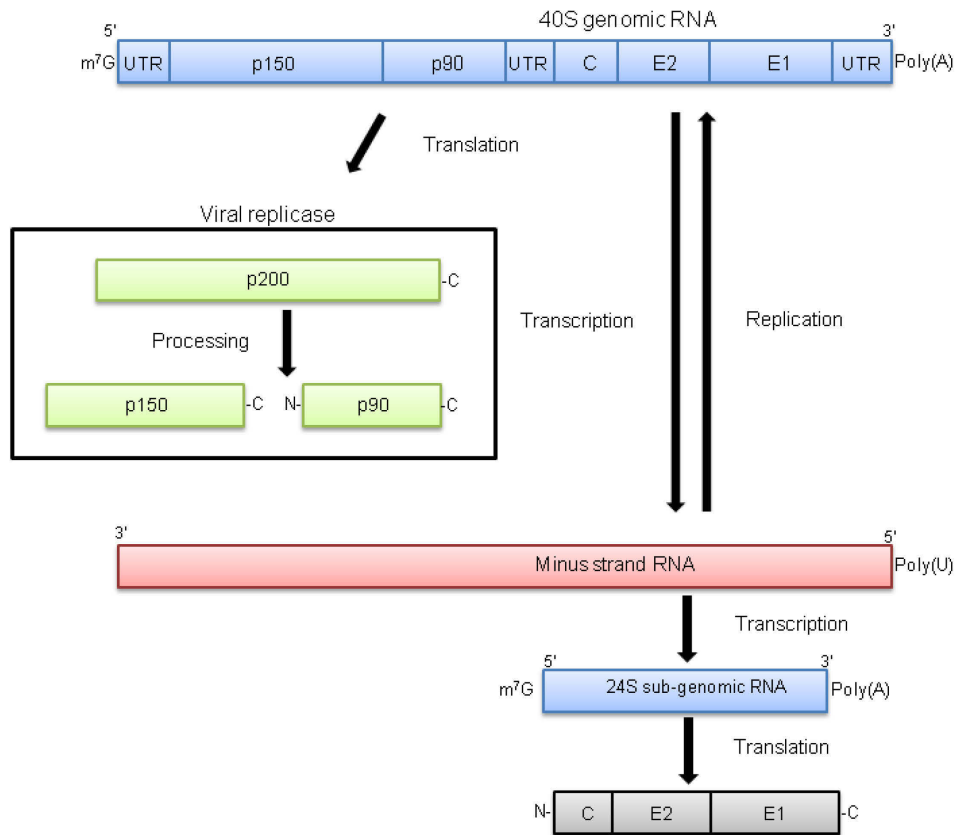 40S genomic RNA
5' 3'
m⁷G UTR p150 p90 UTR C E2 E1 UTR Poly(A)
Translation
Viral replicase
p200 -C
Processing
Transcription
Replication
p150 -C N- p90 -C
3' 5'
Minus strand RNA Poly(U)
Transcription
5' 3'
m⁷G 24S sub-genomic RNA Poly(A)
Translation
N- C E2 E1 -C